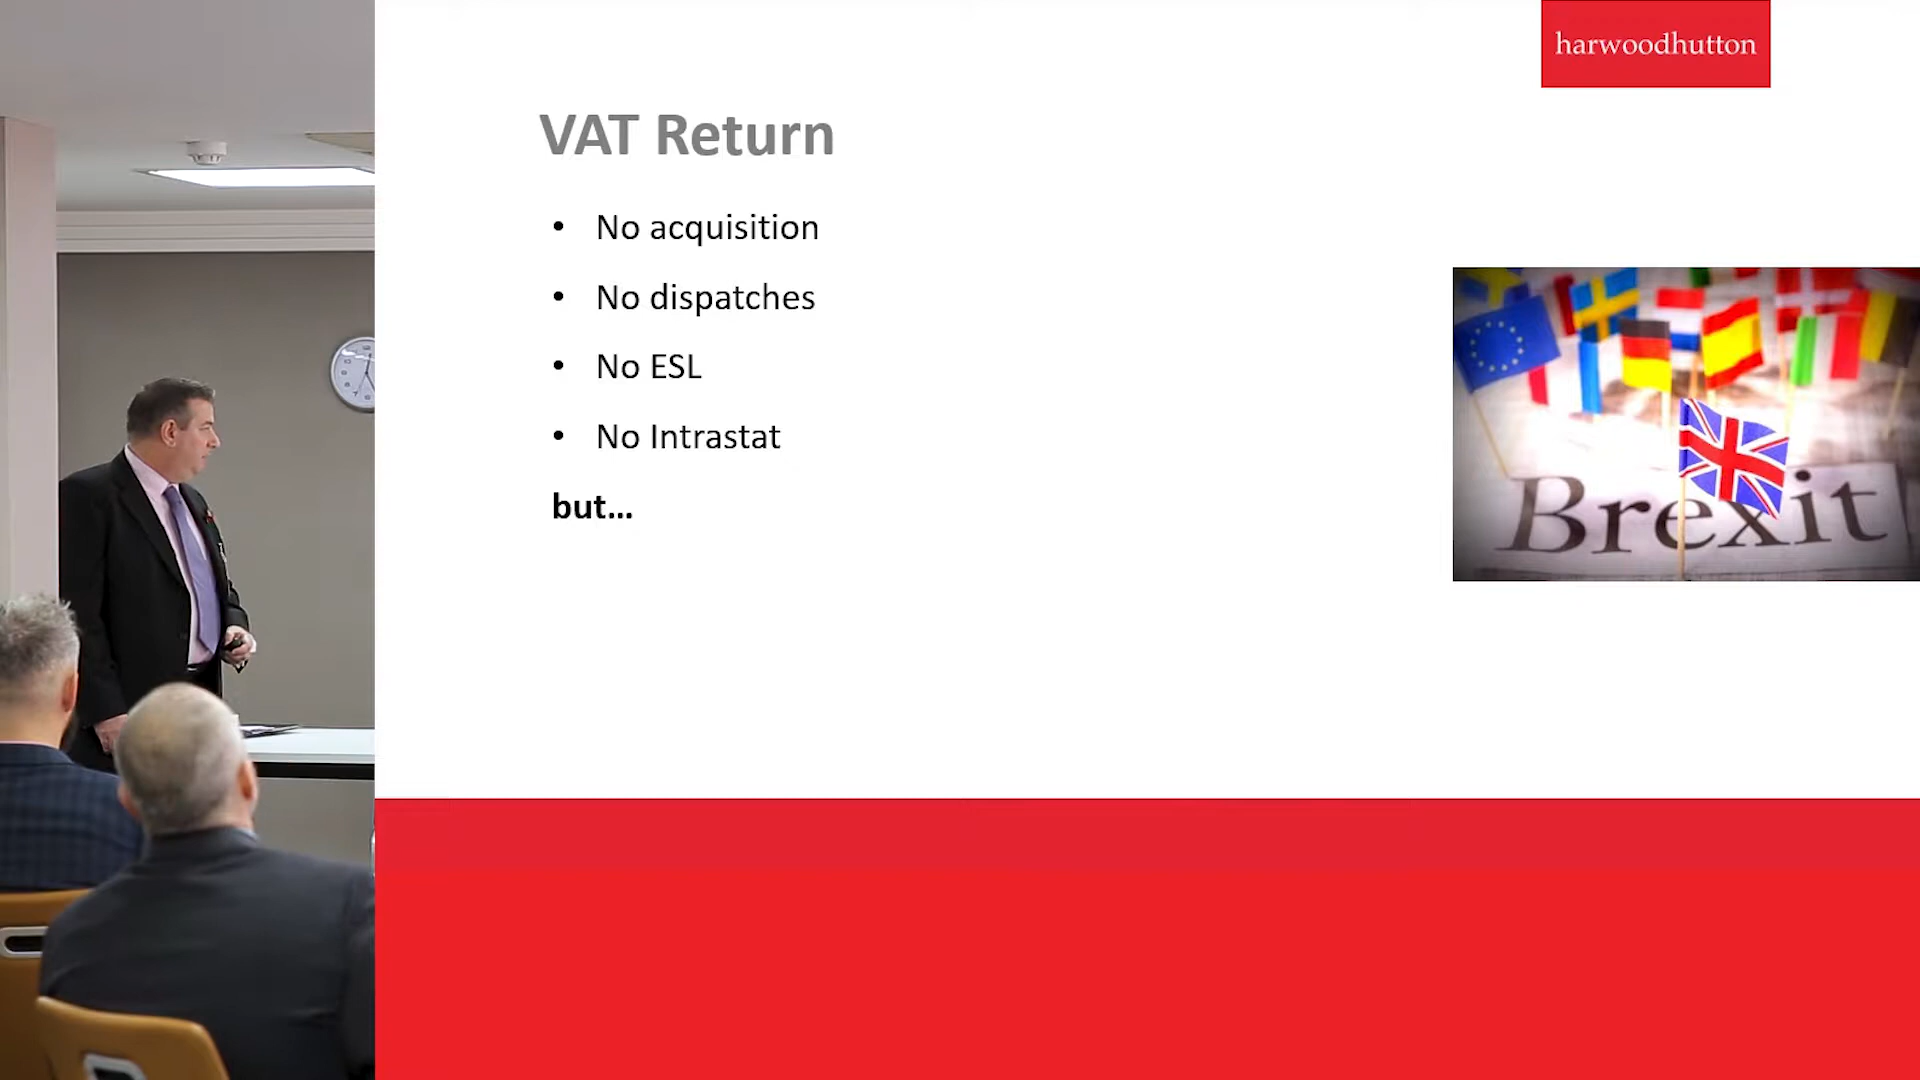 harwoodhutton
VAT Return
• No acquisition
• No dispatches
• No ESL
• No Intrastat
but...
Brexit